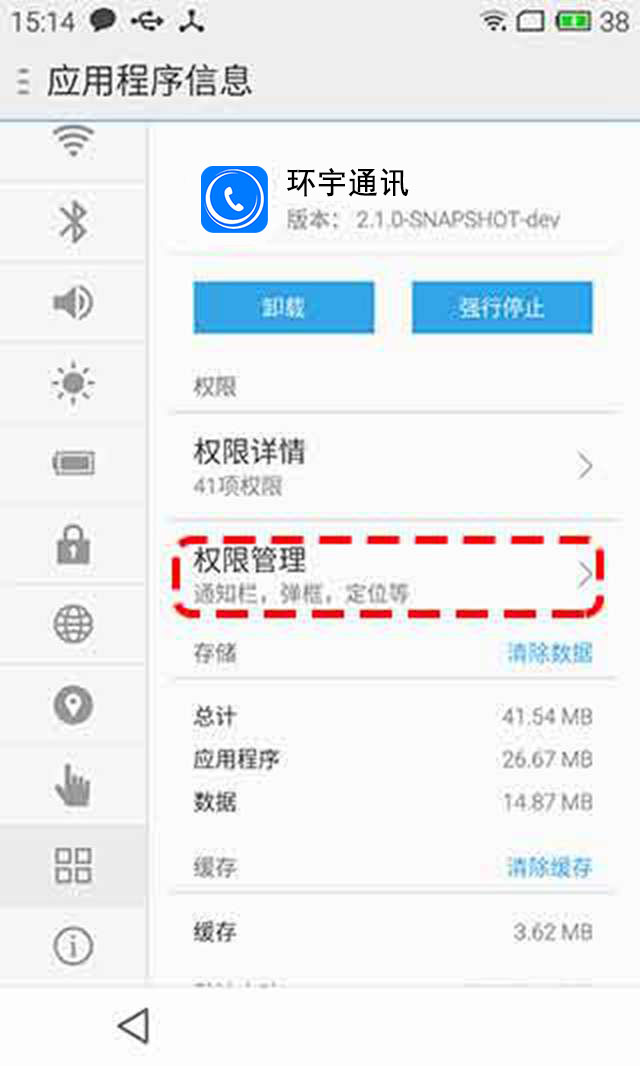 15:14 38
应用程序信息
环宇通讯
版本： 2.1.0-SNAPSHOT-dev
卸载 强行停止
权限
权限详情
41项权限
权限管理
通知栏，弹框，定位等
存储 清除数据
总计 41.54 MB
应用程序 26.67 MB
数据 14.87 MB
缓存 清除缓存
缓存 3.62 MB